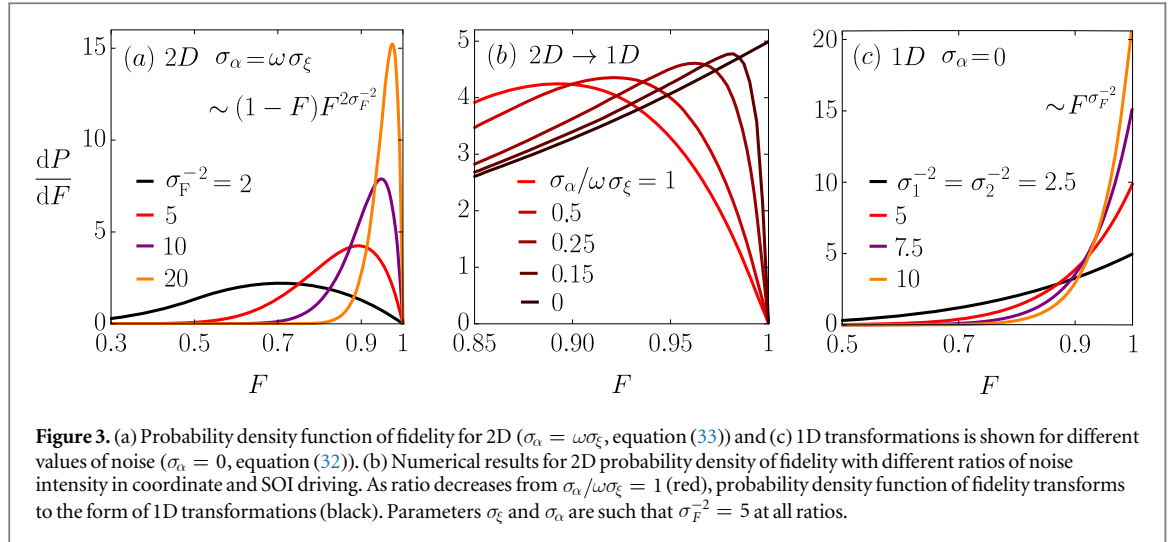 (a) 2D σ_α = ω σ_ξ
~ (1 − F)F^{2σ_F^{−2}}
dP
dF
σ_F^{−2} = 2
5
10
20
15
10
5
0
0.3 0.5 0.7 0.9 1
F
(b) 2D → 1D
σ_α/ω σ_ξ = 1
0.5
0.25
0.15
0
5
4
3
2
1
0
0.85 0.90 0.95 1
F
(c) 1D σ_α = 0
~ F^{σ_F^{−2}}
σ_1^{−2} = σ_2^{−2} = 2.5
5
7.5
10
20
15
10
5
0
0.5 0.7 0.9 1
F
Figure 3. (a) Probability density function of fidelity for 2D (σ_α = ωσ_ξ, equation (33)) and (c) 1D transformations is shown for different
values of noise (σ_α = 0, equation (32)). (b) Numerical results for 2D probability density of fidelity with different ratios of noise
intensity in coordinate and SOI driving. As ratio decreases from σ_α/ωσ_ξ = 1 (red), probability density function of fidelity transforms
to the form of 1D transformations (black). Parameters σ_ξ and σ_α are such that σ_F^{−2} = 5 at all ratios.